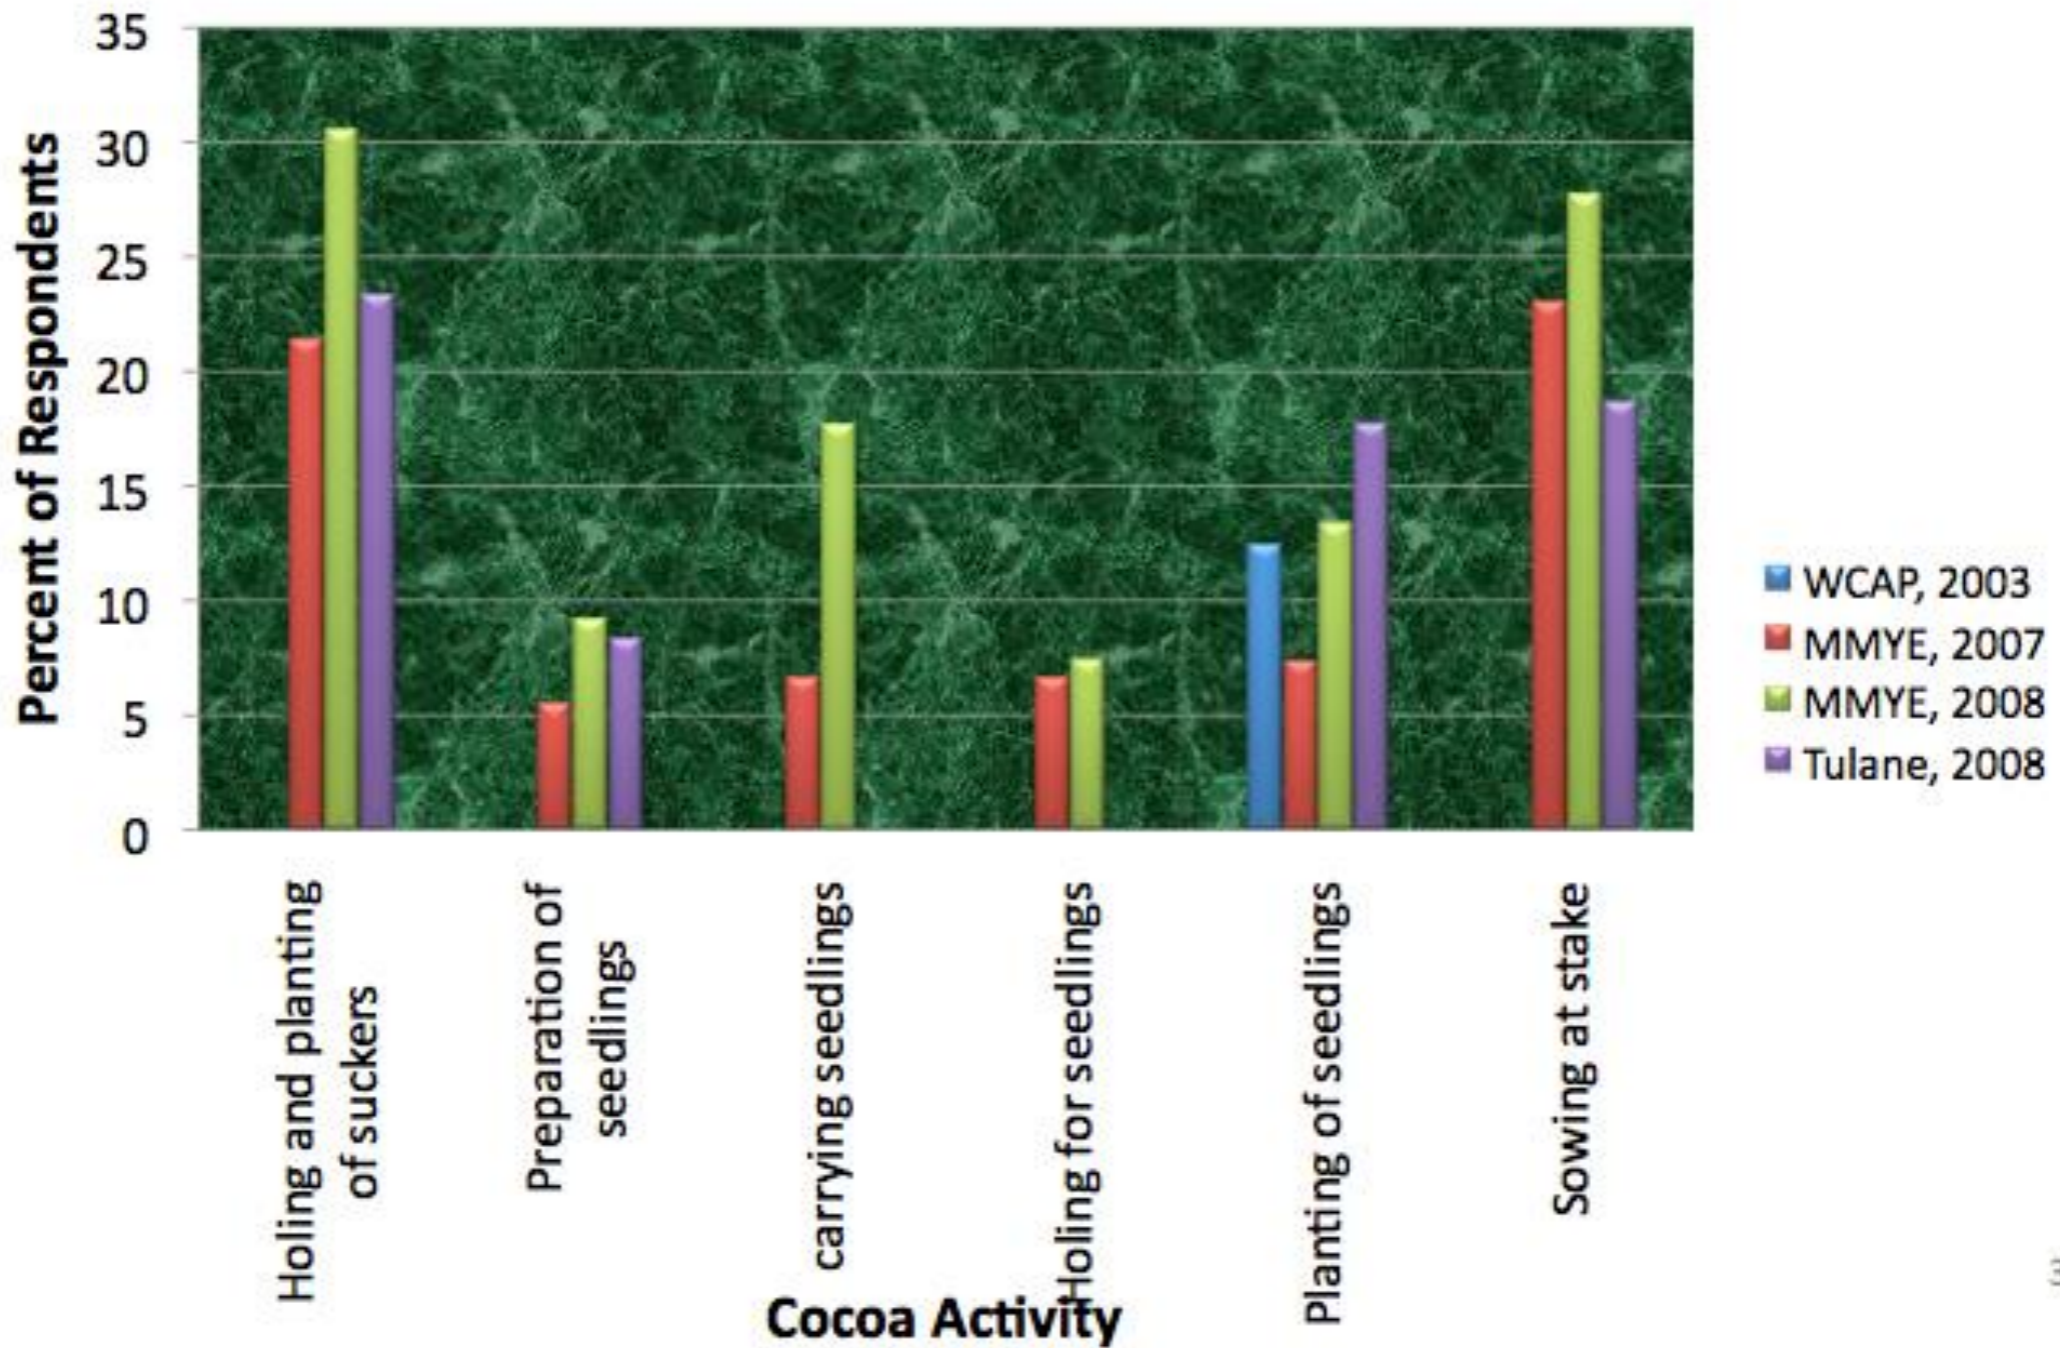 35
30
25
20
15
10
5
0
Percent of Respondents
Holing and planting
of suckers
Preparation of
seedlings
carrying seedlings
Holing for seedlings
Planting of seedlings
Sowing at stake
Cocoa Activity
WCAP, 2003
MMYE, 2007
MMYE, 2008
Tulane, 2008